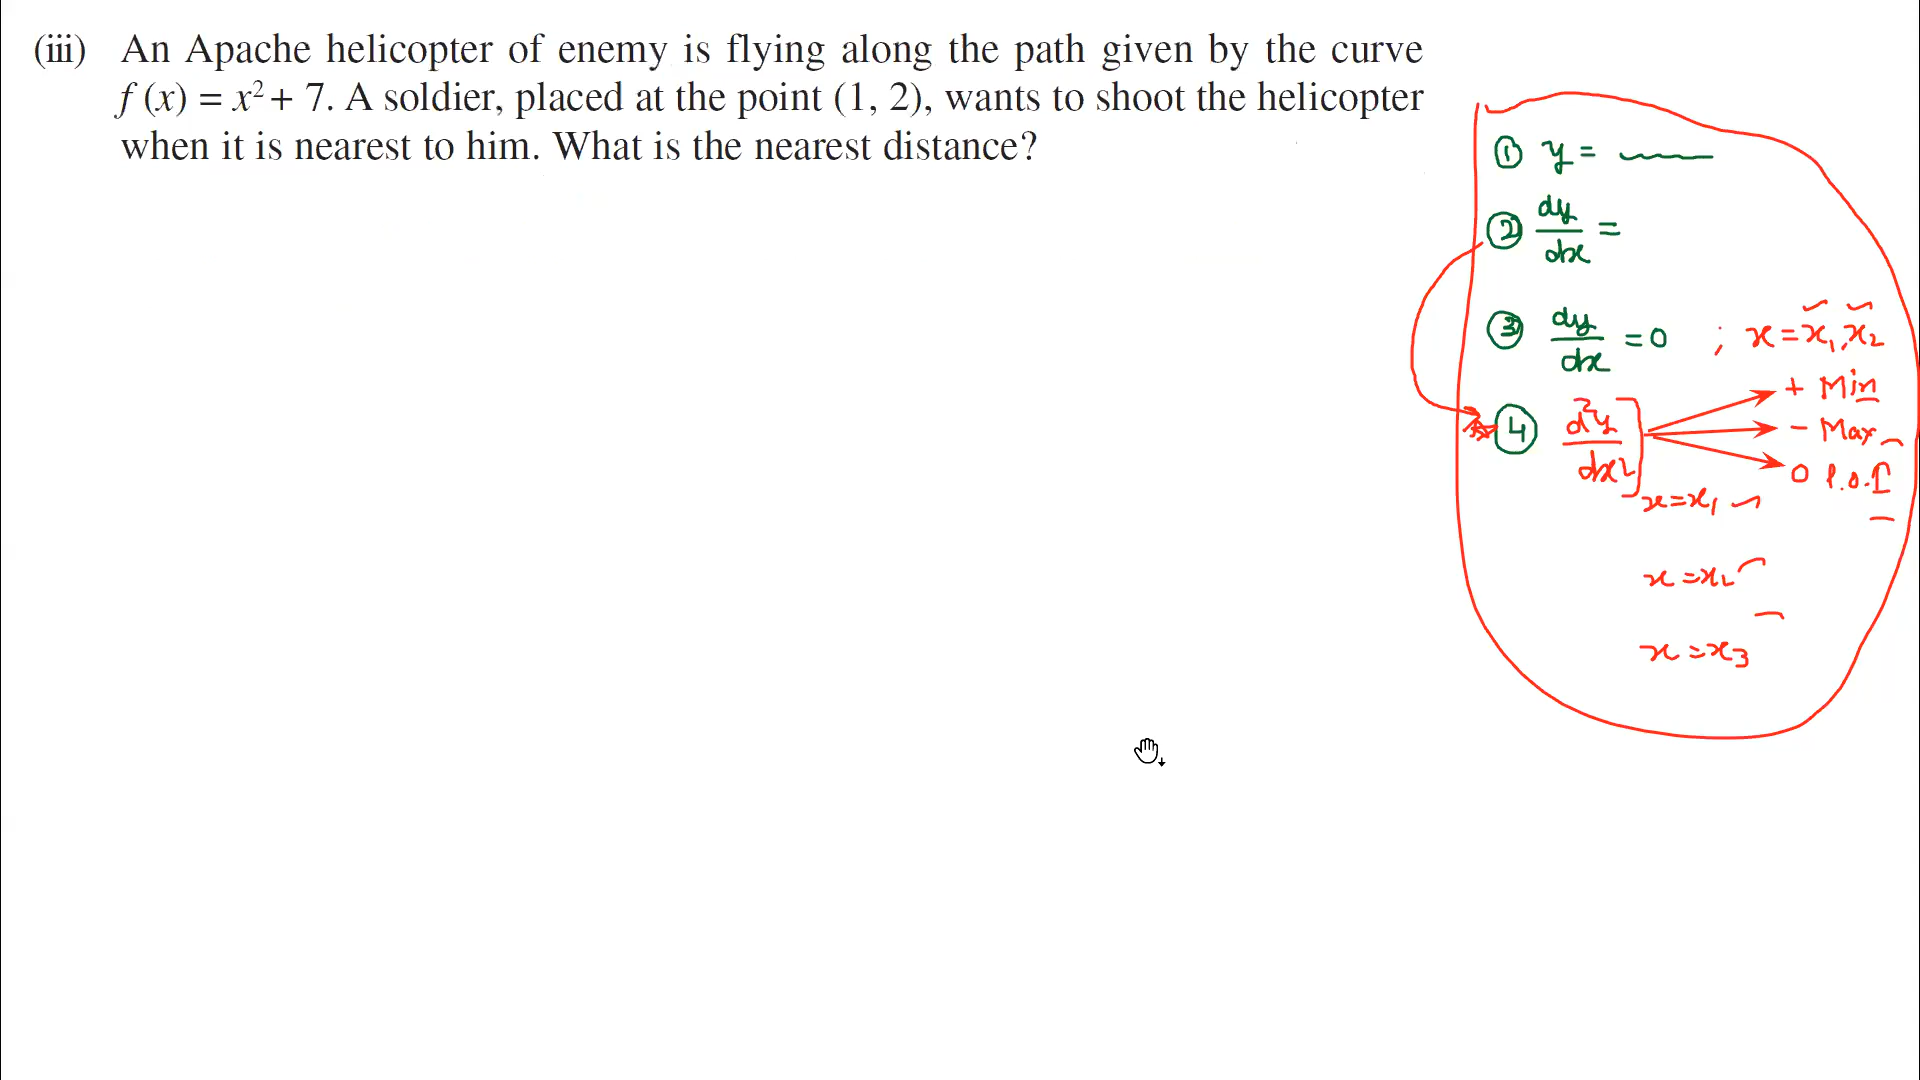 (iii) An Apache helicopter of enemy is flying along the path given by the curve
f (x) = x² + 7. A soldier, placed at the point (1, 2), wants to shoot the helicopter
when it is nearest to him. What is the nearest distance?
① y =
② dy/dx =
③ dy/dx = 0 ; x = x₁, x₂
④ d²y/dx²] x = x₁
+ Min
- Max
0 P.O.I
x = x₂
x = x₃